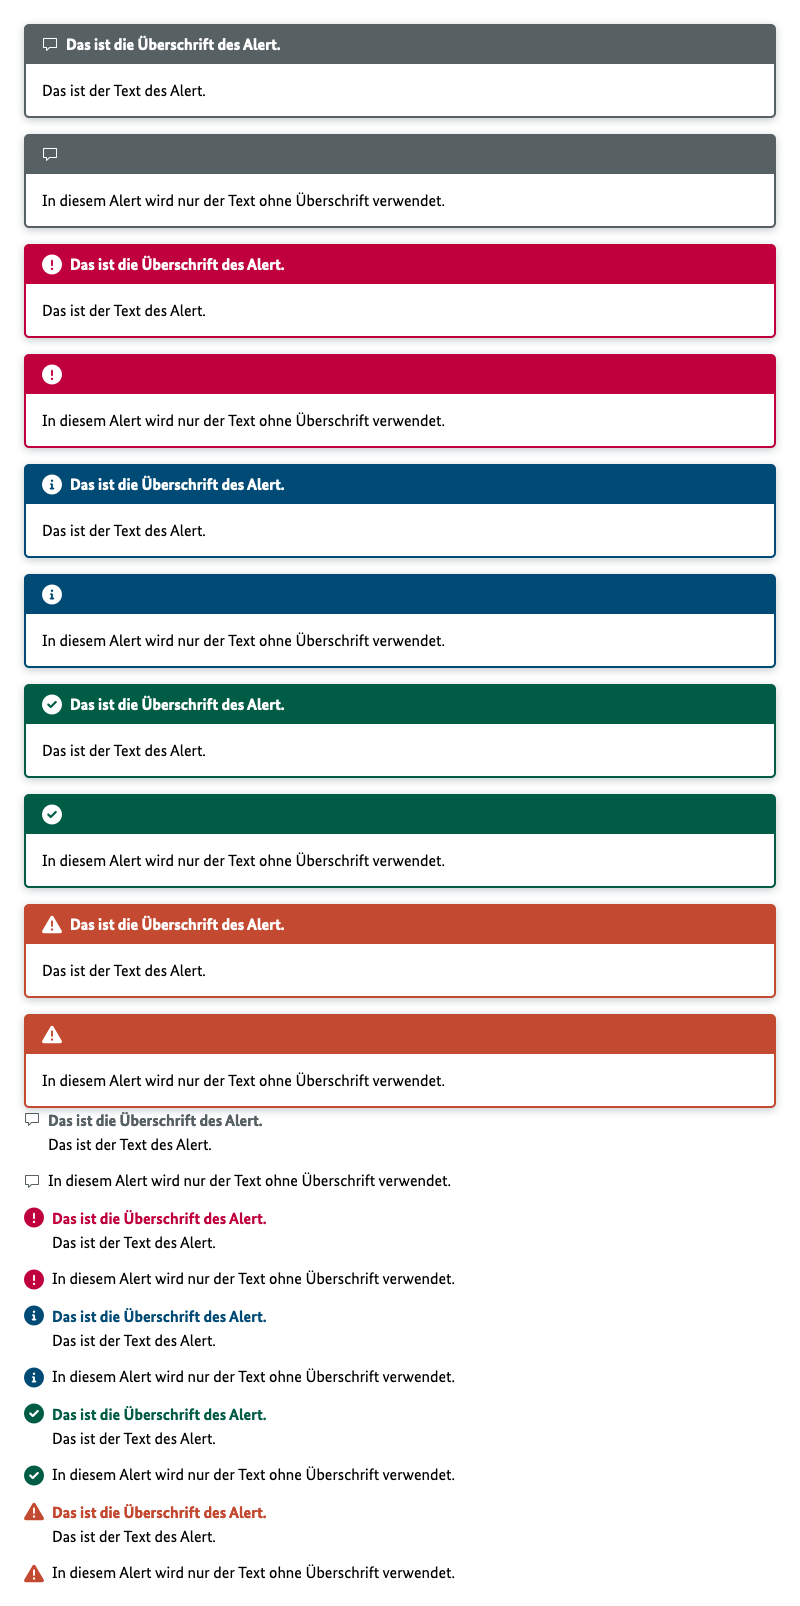 Das ist die Überschrift des Alert.
Das ist der Text des Alert.
In diesem Alert wird nur der Text ohne Überschrift verwendet.
Das ist die Überschrift des Alert.
Das ist der Text des Alert.
In diesem Alert wird nur der Text ohne Überschrift verwendet.
Das ist die Überschrift des Alert.
Das ist der Text des Alert.
In diesem Alert wird nur der Text ohne Überschrift verwendet.
Das ist die Überschrift des Alert.
Das ist der Text des Alert.
In diesem Alert wird nur der Text ohne Überschrift verwendet.
Das ist die Überschrift des Alert.
Das ist der Text des Alert.
In diesem Alert wird nur der Text ohne Überschrift verwendet.
Das ist die Überschrift des Alert.
Das ist der Text des Alert.
In diesem Alert wird nur der Text ohne Überschrift verwendet.
Das ist die Überschrift des Alert.
Das ist der Text des Alert.
In diesem Alert wird nur der Text ohne Überschrift verwendet.
Das ist die Überschrift des Alert.
Das ist der Text des Alert.
In diesem Alert wird nur der Text ohne Überschrift verwendet.
Das ist die Überschrift des Alert.
Das ist der Text des Alert.
In diesem Alert wird nur der Text ohne Überschrift verwendet.
Das ist die Überschrift des Alert.
Das ist der Text des Alert.
In diesem Alert wird nur der Text ohne Überschrift verwendet.